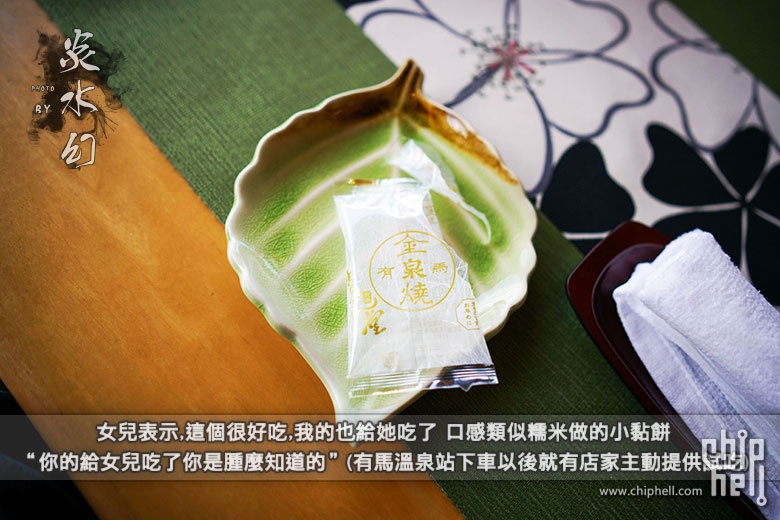 炎水幻
PHOTO
BY
金泉燒
有馬
女兒表示,這個很好吃,我的也給她吃了 口感類似糯米做的小黏餅
“你的給女兒吃了你是腫麼知道的”(有馬溫泉站下車以後就有店家主動提供試吃)
chip
hell
www.chiphell.com